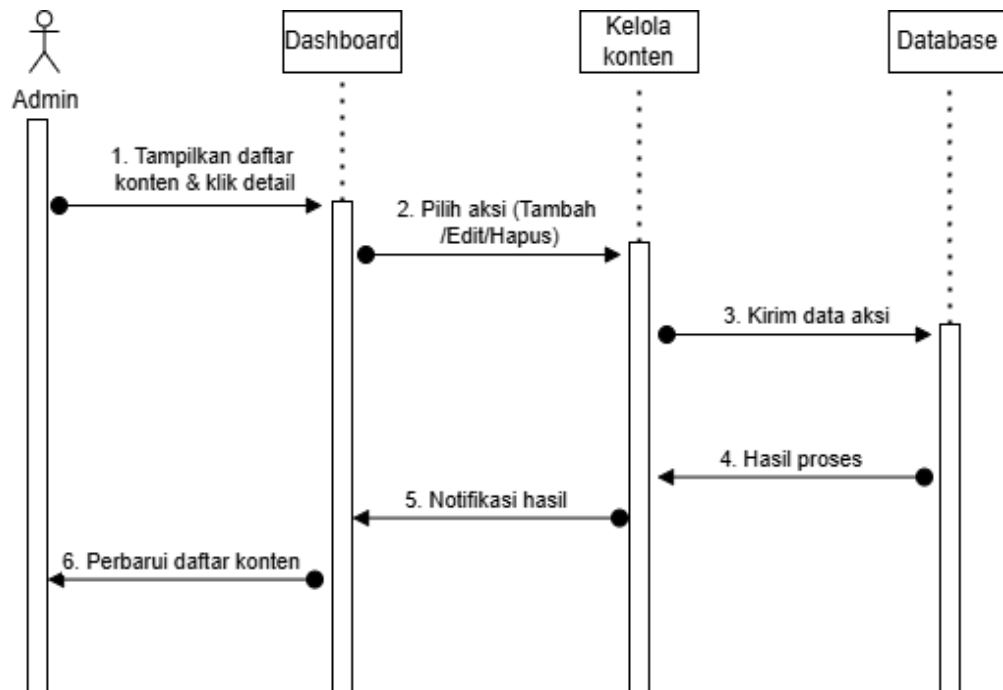 Admin
Dashboard
Kelola
konten
Database
1. Tampilkan daftar
konten & klik detail
2. Pilih aksi (Tambah
/Edit/Hapus)
3. Kirim data aksi
4. Hasil proses
5. Notifikasi hasil
6. Perbarui daftar konten